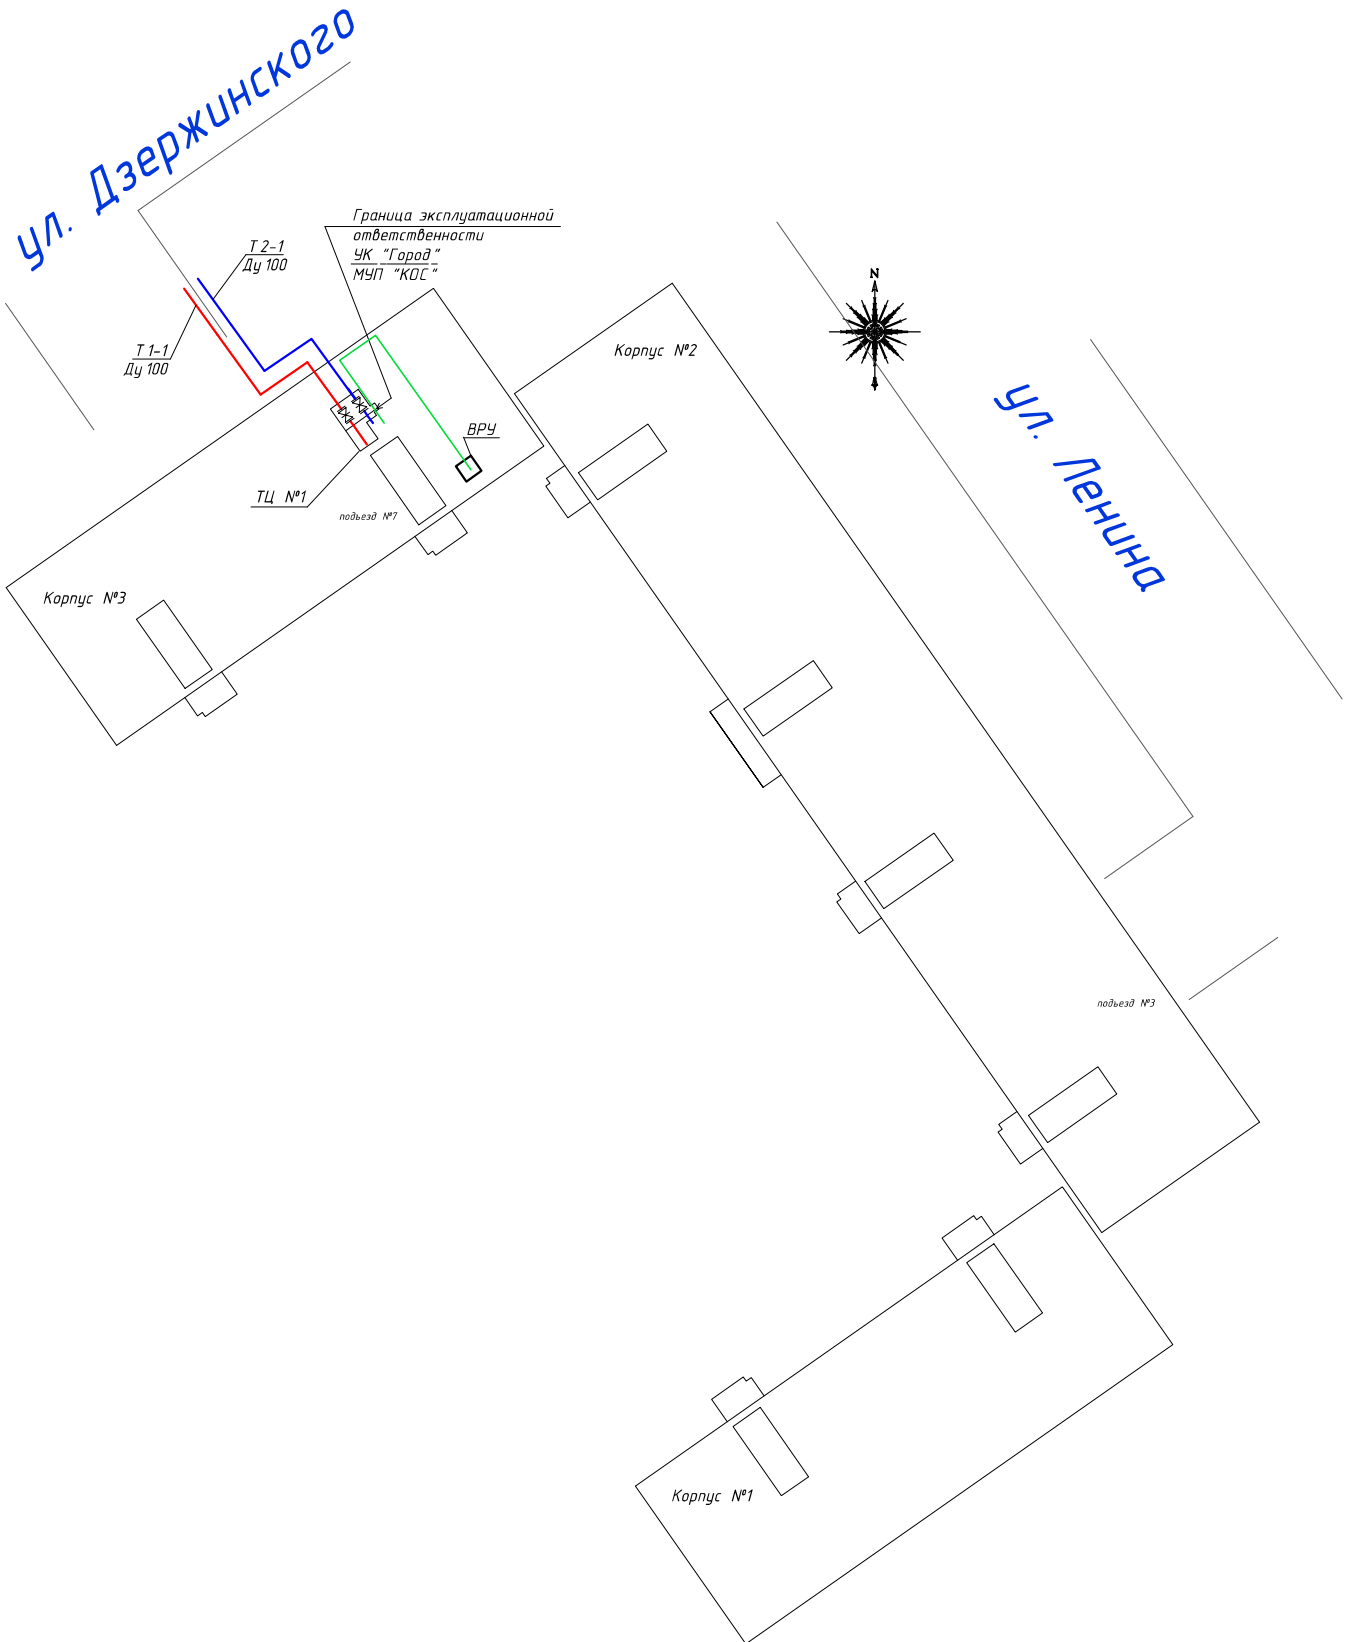 ул. Дзержинского
Граница эксплуатационной
ответственности
УК "Город"
МУП "КОС"
Т 2-1
Ду 100
Т 1-1
Ду 100
N
Корпус №2
ул. Ленина
ВРУ
ТЦ №1
подъезд №7
Корпус №3
подъезд №3
Корпус №1